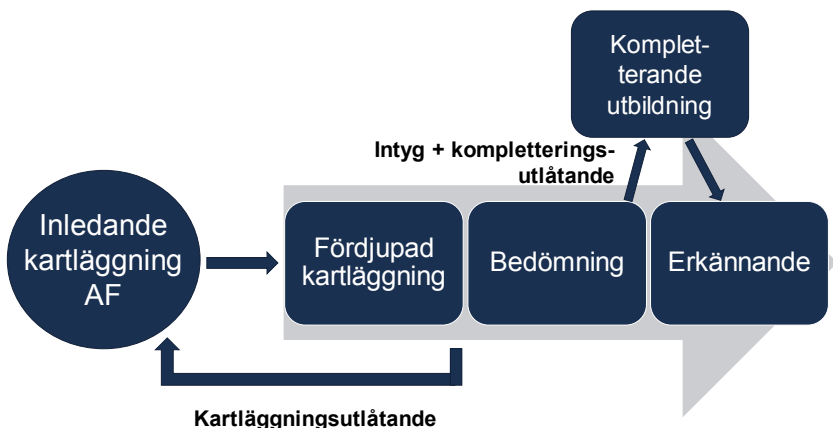 Komplet-
terande
utbildning
Intyg + kompletterings-
utlåtande
Inledande
kartläggning
AF
Fördjupad
kartläggning
Bedömning
Erkännande
Kartläggningsutlåtande